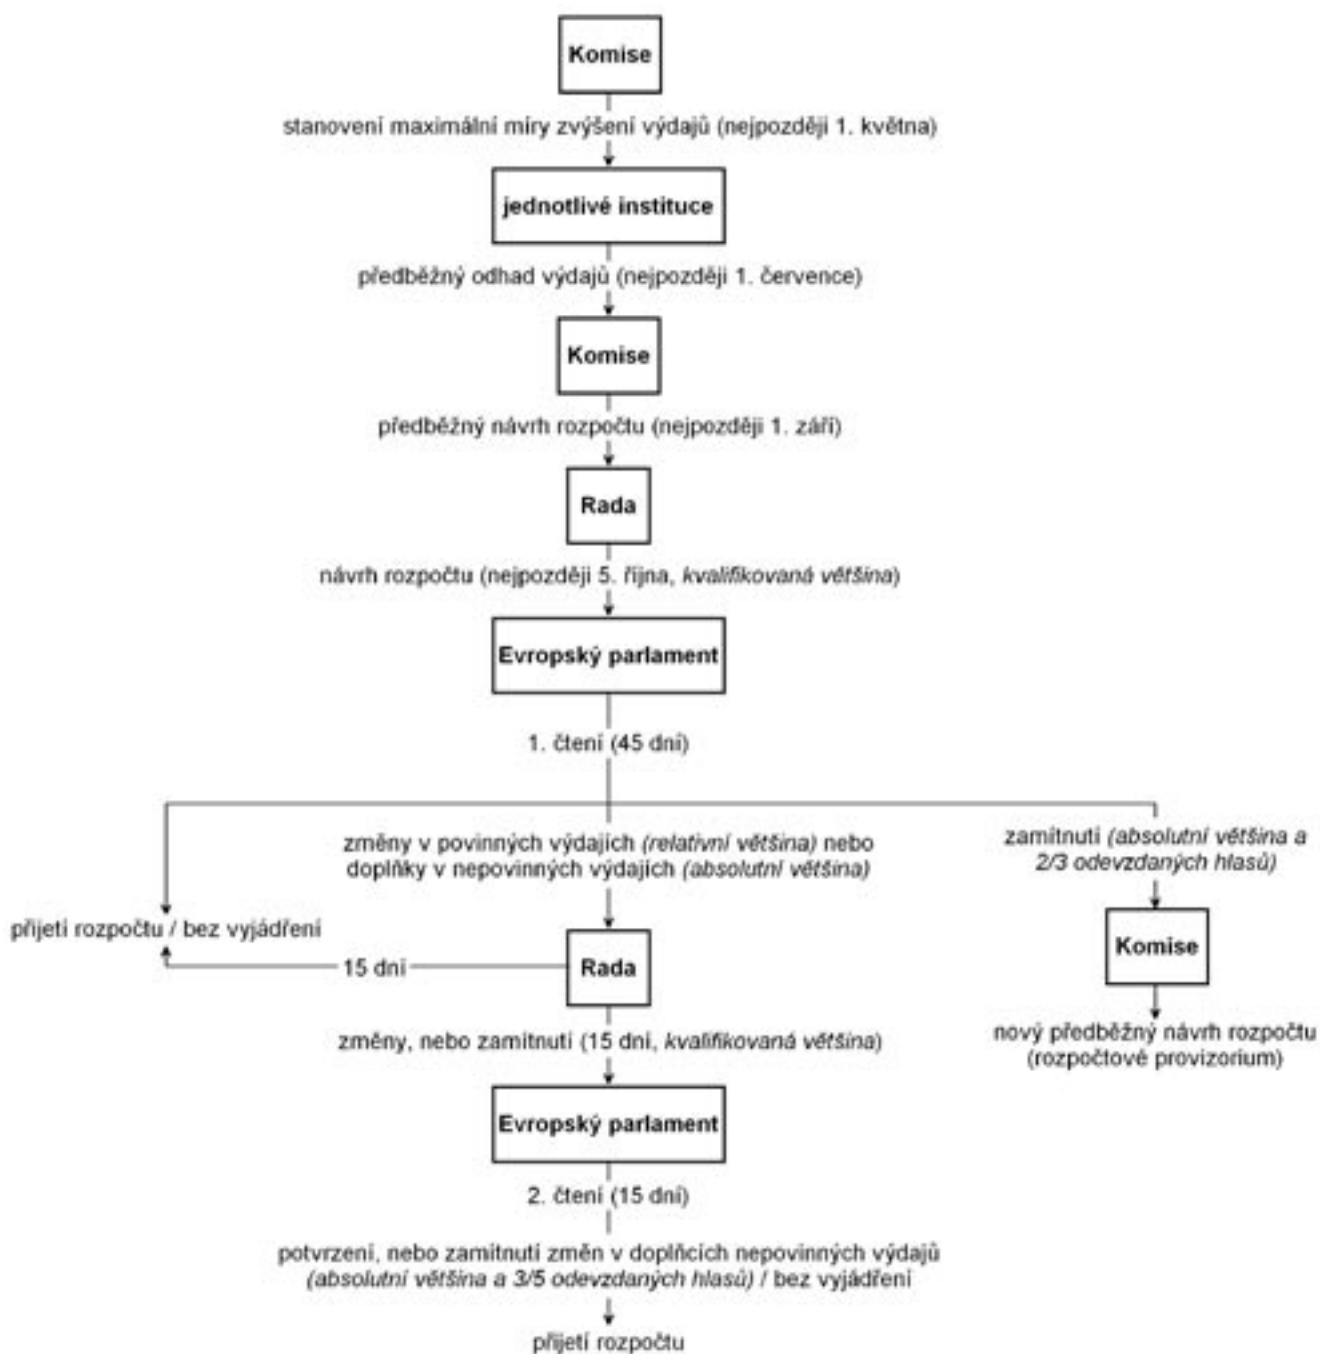 Komise
stanovení maximální míry zvýšení výdajů (nejpozději 1. května)
jednotlivé instituce
předběžný odhad výdajů (nejpozději 1. července)
Komise
předběžný návrh rozpočtu (nejpozději 1. září)
Rada
návrh rozpočtu (nejpozději 5. října, kvalifikovaná většina)
Evropský parlament
1. čtení (45 dní)
změny v povinných výdajích (relativní většina) nebo
doplňky v nepovinných výdajích (absolutní většina)
zamítnutí (absolutní většina a
2/3 odevzdaných hlasů)
přijetí rozpočtu / bez vyjádření
Komise
15 dní
Rada
změny, nebo zamítnutí (15 dní, kvalifikovaná většina)
nový předběžný návrh rozpočtu
(rozpočtové provizorium)
Evropský parlament
2. čtení (15 dní)
potvrzení, nebo zamítnutí změn v doplňcích nepovinných výdajů
(absolutní většina a 3/5 odevzdaných hlasů) / bez vyjádření
přijetí rozpočtu